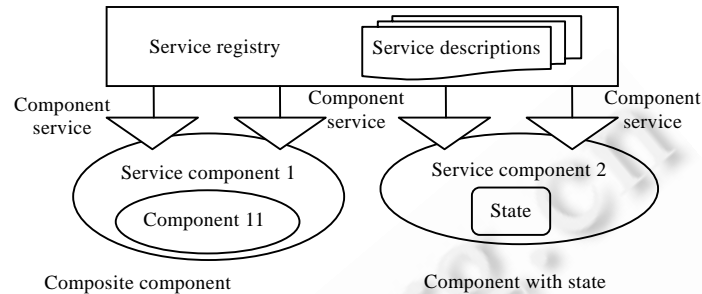 Service registry
Service descriptions
Component
service
Component
service
Component
service
Service component 1
Component 11
Service component 2
State
Composite component
Component with state